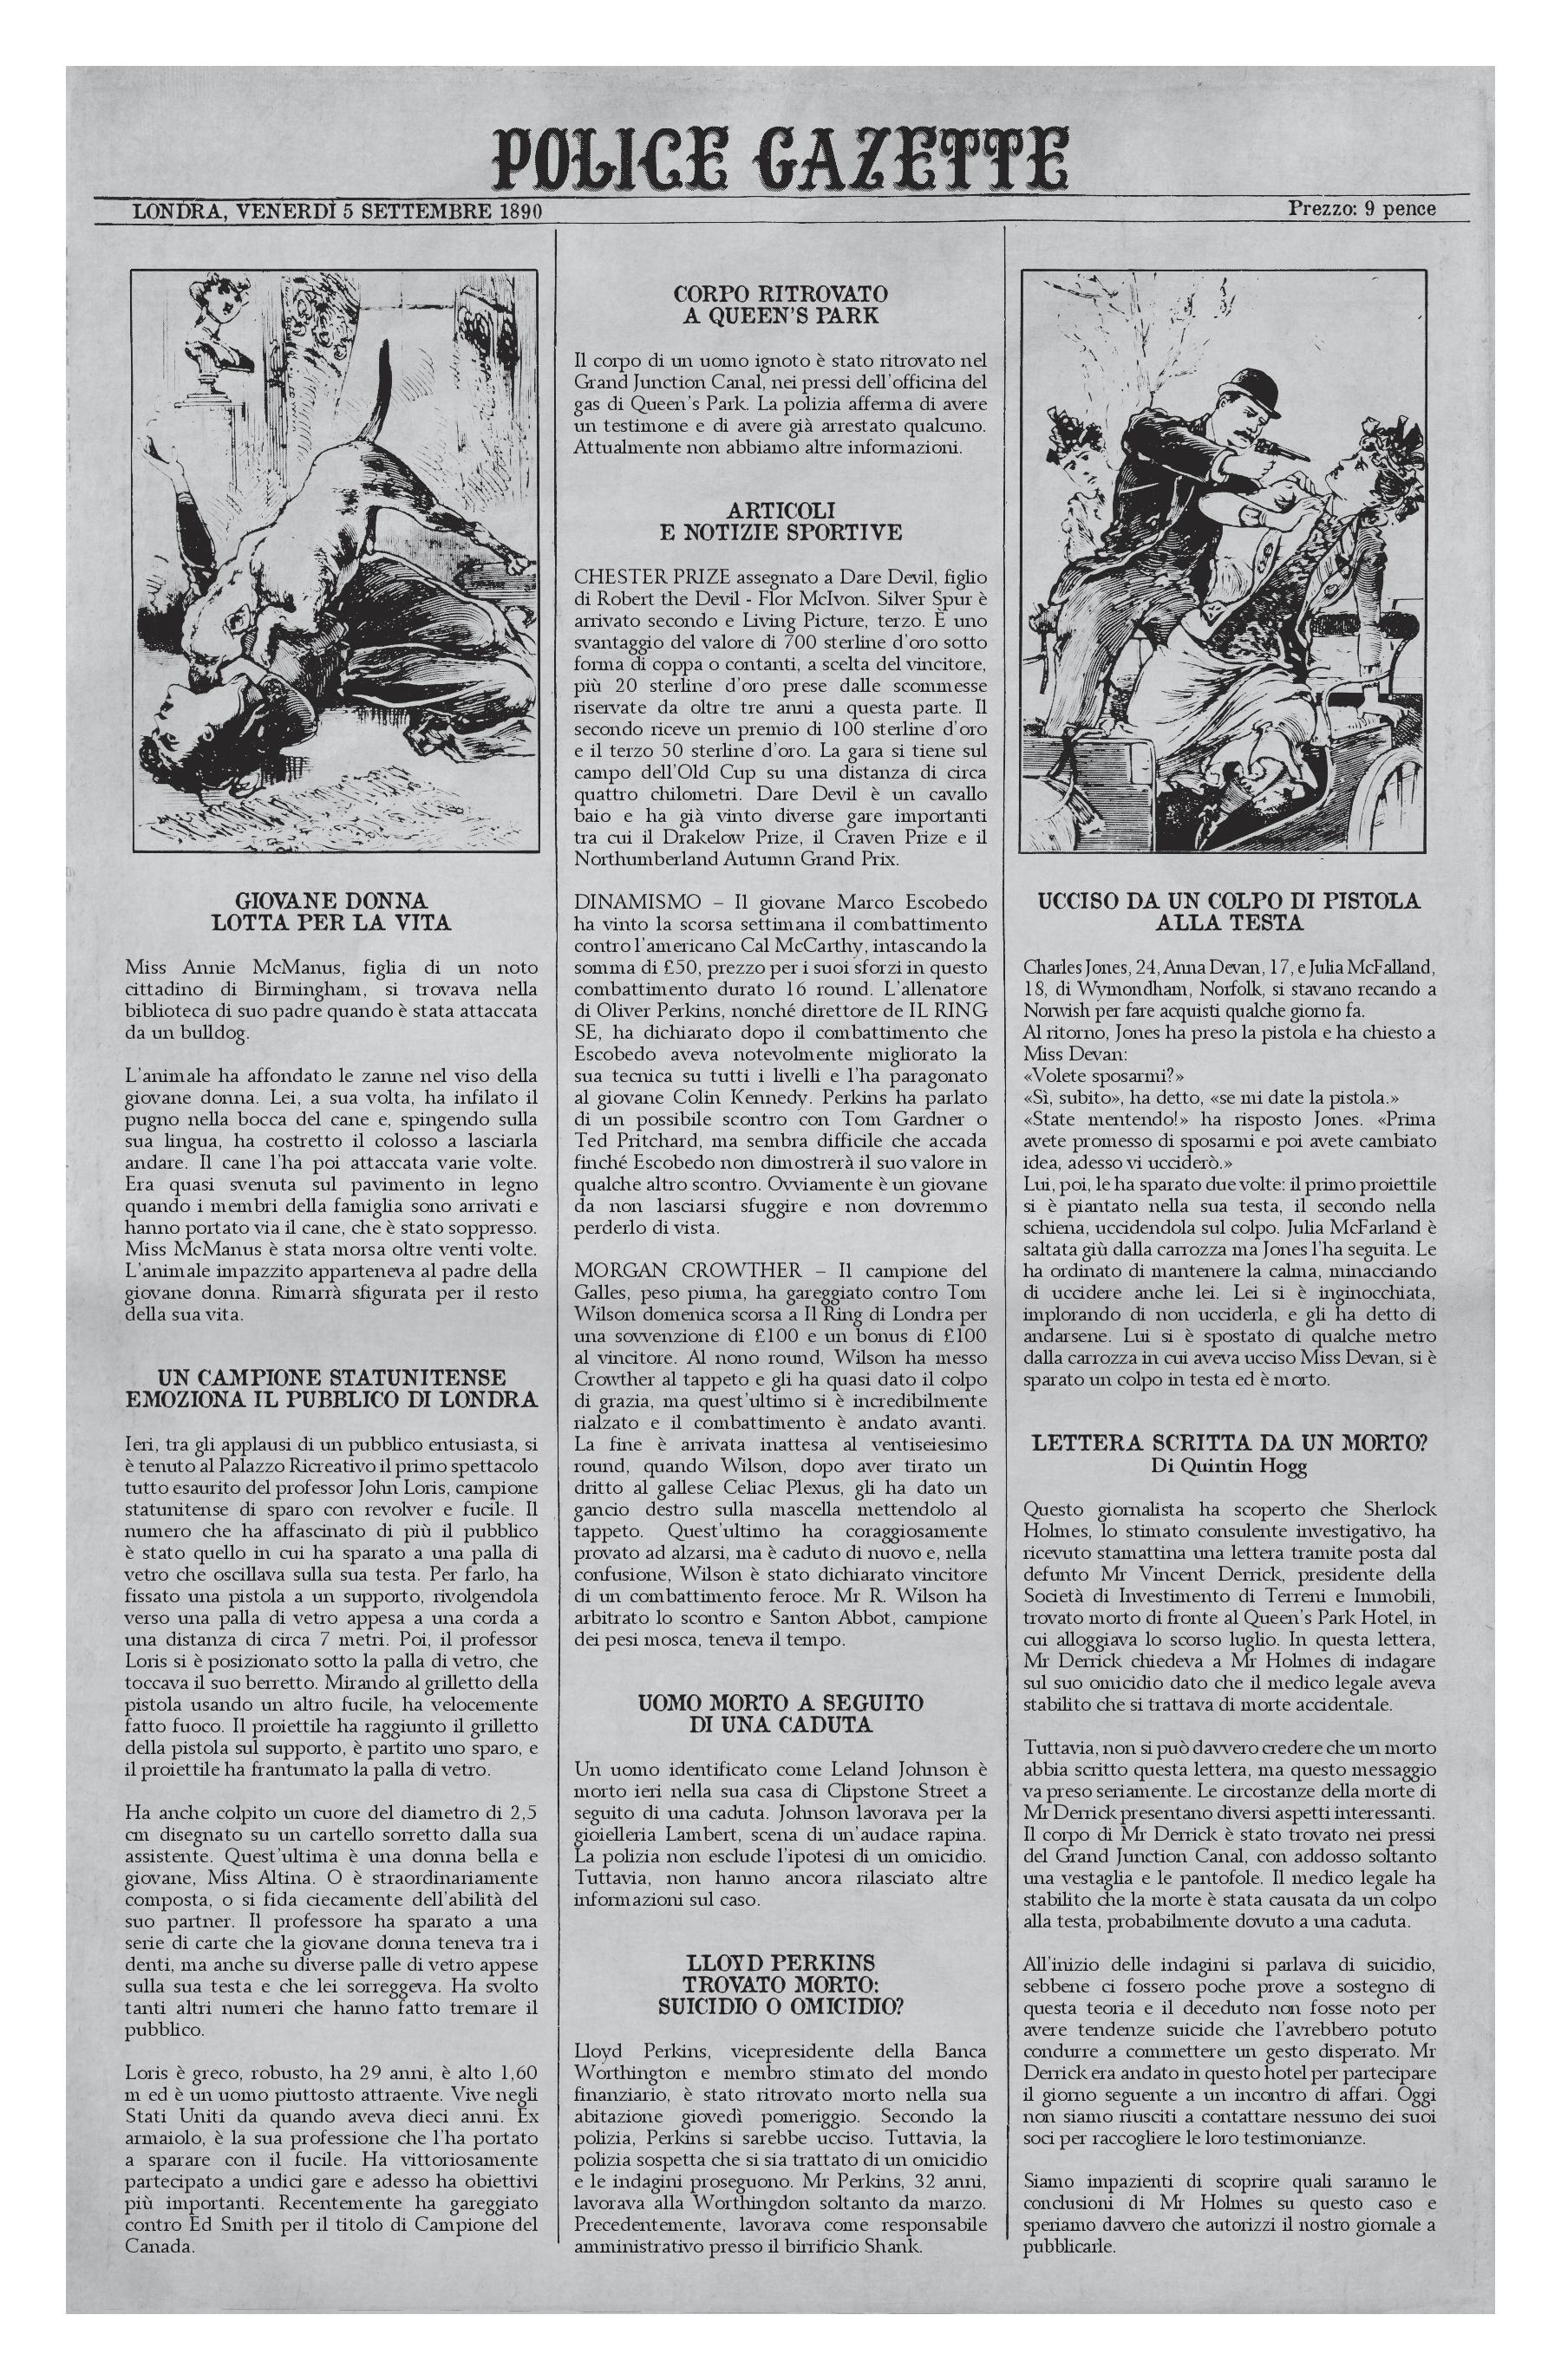 POLICE GAZETTE
LONDRA, VENERDÌ 5 SETTEMBRE 1890
Prezzo: 9 pence
GIOVANE DONNA
LOTTA PER LA VITA
Miss Annie McManus, figlia di un noto
cittadino di Birmingham, si trovava nella
biblioteca di suo padre quando è stata attaccata
da un bulldog.
L'animale ha affondato le zanne nel viso della
giovane donna. Lei, a sua volta, ha infilato il
pugno nella bocca del cane e, spingendo sulla
sua lingua, ha costretto il colosso a lasciarla
andare. Il cane l'ha poi attaccata varie volte.
Era quasi svenuta sul pavimento in legno
quando i membri della famiglia sono arrivati e
hanno portato via il cane, che è stato soppresso.
Miss McManus è stata morsa oltre venti volte.
L'animale impazzito apparteneva al padre della
giovane donna. Rimarrà sfigurata per il resto
della sua vita.
UN CAMPIONE STATUNITENSE
EMOZIONA IL PUBBLICO DI LONDRA
Ieri, tra gli applausi di un pubblico entusiasta, si
è tenuto al Palazzo Ricreativo il primo spettacolo
tutto esaurito del professor John Loris, campione
statunitense di sparo con revolver e fucile. Il
numero che ha affascinato di più il pubblico
è stato quello in cui ha sparato a una palla di
vetro che oscillava sulla sua testa. Per farlo, ha
fissato una pistola a un supporto, rivolgendola
verso una palla di vetro appesa a una corda a
una distanza di circa 7 metri. Poi, il professor
Loris si è posizionato sotto la palla di vetro, che
toccava il suo berretto. Mirando al grilletto della
pistola usando un altro fucile, ha velocemente
fatto fuoco. Il proiettile ha raggiunto il grilletto
della pistola sul supporto, è partito uno sparo, e
il proiettile ha frantumato la palla di vetro.
Ha anche colpito un cuore del diametro di 2,5
cm disegnato su un cartello sorretto dalla sua
assistente. Quest'ultima è una donna bella e
giovane, Miss Altina. O è straordinariamente
composta, o si fida ciecamente dell'abilità del
suo partner. Il professore ha sparato a una
serie di carte che la giovane donna teneva tra i
denti, ma anche su diverse palle di vetro appese
sulla sua testa e che lei sorreggeva. Ha svolto
tanti altri numeri che hanno fatto tremare il
pubblico.
Loris è greco, robusto, ha 29 anni, è alto 1,60
m ed è un uomo piuttosto attraente. Vive negli
Stati Uniti da quando aveva dieci anni. Ex
armaiolo, è la sua professione che l'ha portato
a sparare con il fucile. Ha vittoriosamente
partecipato a undici gare e adesso ha obiettivi
più importanti. Recentemente ha gareggiato
contro Ed Smith per il titolo di Campione del
Canada.
CORPO RITROVATO
A QUEEN'S PARK
Il corpo di un uomo ignoto è stato ritrovato nel
Grand Junction Canal, nei pressi dell'officina del
gas di Queen's Park. La polizia afferma di avere
un testimone e di avere già arrestato qualcuno.
Attualmente non abbiamo altre informazioni.
ARTICOLI
E NOTIZIE SPORTIVE
CHESTER PRIZE assegnato a Dare Devil, figlio
di Robert the Devil - Flor McIvon. Silver Spur è
arrivato secondo e Living Picture, terzo. È uno
svantaggio del valore di 700 sterline d'oro sotto
forma di coppa o contanti, a scelta del vincitore,
più 20 sterline d'oro prese dalle scommesse
riservate da oltre tre anni a questa parte. Il
secondo riceve un premio di 100 sterline d'oro
e il terzo 50 sterline d'oro. La gara si tiene sul
campo dell'Old Cup su una distanza di circa
quattro chilometri. Dare Devil è un cavallo
baio e ha già vinto diverse gare importanti
tra cui il Drakelow Prize, il Craven Prize e il
Northumberland Autumn Grand Prix.
DINAMISMO – Il giovane Marco Escobedo
ha vinto la scorsa settimana il combattimento
contro l'americano Cal McCarthy, intascando la
somma di £50, prezzo per i suoi sforzi in questo
combattimento durato 16 round. L'allenatore
di Oliver Perkins, nonché direttore de IL RING
SE, ha dichiarato dopo il combattimento che
Escobedo aveva notevolmente migliorato la
sua tecnica su tutti i livelli e l'ha paragonato
al giovane Colin Kennedy. Perkins ha parlato
di un possibile scontro con Tom Gardner o
Ted Pritchard, ma sembra difficile che accada
finché Escobedo non dimostrerà il suo valore in
qualche altro scontro. Ovviamente è un giovane
da non lasciarsi sfuggire e non dovremmo
perderlo di vista.
MORGAN CROWTHER – Il campione del
Galles, peso piuma, ha gareggiato contro Tom
Wilson domenica scorsa a Il Ring di Londra per
una sovvenzione di £100 e un bonus di £100
al vincitore. Al nono round, Wilson ha messo
Crowther al tappeto e gli ha quasi dato il colpo
di grazia, ma quest'ultimo si è incredibilmente
rialzato e il combattimento è andato avanti.
La fine è arrivata inattesa al ventiseiesimo
round, quando Wilson, dopo aver tirato un
dritto al gallese Celiac Plexus, gli ha dato un
gancio destro sulla mascella mettendolo al
tappeto. Quest'ultimo ha coraggiosamente
provato ad alzarsi, ma è caduto di nuovo e, nella
confusione, Wilson è stato dichiarato vincitore
di un combattimento feroce. Mr R. Wilson ha
arbitrato lo scontro e Santon Abbot, campione
dei pesi mosca, teneva il tempo.
UOMO MORTO A SEGUITO
DI UNA CADUTA
Un uomo identificato come Leland Johnson è
morto ieri nella sua casa di Clipstone Street a
seguito di una caduta. Johnson lavorava per la
gioielleria Lambert, scena di un'audace rapina.
La polizia non esclude l'ipotesi di un omicidio.
Tuttavia, non hanno ancora rilasciato altre
informazioni sul caso.
LLOYD PERKINS
TROVATO MORTO:
SUICIDIO O OMICIDIO?
Lloyd Perkins, vicepresidente della Banca
Worthington e membro stimato del mondo
finanziario, è stato ritrovato morto nella sua
abitazione giovedì pomeriggio. Secondo la
polizia, Perkins si sarebbe ucciso. Tuttavia, la
polizia sospetta che si sia trattato di un omicidio
e le indagini proseguono. Mr Perkins, 32 anni,
lavorava alla Worthingdon soltanto da marzo.
Precedentemente, lavorava come responsabile
amministrativo presso il birrificio Shank.
UCCISO DA UN COLPO DI PISTOLA
ALLA TESTA
Charles Jones, 24, Anna Devan, 17, e Julia McFalland,
18, di Wymondham, Norfolk, si stavano recando a
Norwish per fare acquisti qualche giorno fa.
Al ritorno, Jones ha preso la pistola e ha chiesto a
Miss Devan:
«Volete sposarmi?»
«Sì, subito», ha detto, «se mi date la pistola.»
«State mentendo!» ha risposto Jones. «Prima
avete promesso di sposarmi e poi avete cambiato
idea, adesso vi ucciderò.»
Lui, poi, le ha sparato due volte: il primo proiettile
si è piantato nella sua testa, il secondo nella
schiena, uccidendola sul colpo. Julia McFarland è
saltata giù dalla carrozza ma Jones l'ha seguita. Le
ha ordinato di mantenere la calma, minacciando
di uccidere anche lei. Lei si è inginocchiata,
implorando di non ucciderla, e gli ha detto di
andarsene. Lui si è spostato di qualche metro
dalla carrozza in cui aveva ucciso Miss Devan, si è
sparato un colpo in testa ed è morto.
LETTERA SCRITTA DA UN MORTO?
Di Quintin Hogg
Questo giornalista ha scoperto che Sherlock
Holmes, lo stimato consulente investigativo, ha
ricevuto stamattina una lettera tramite posta dal
defunto Mr Vincent Derrick, presidente della
Società di Investimento di Terreni e Immobili,
trovato morto di fronte al Queen's Park Hotel, in
cui alloggiava lo scorso luglio. In questa lettera,
Mr Derrick chiedeva a Mr Holmes di indagare
sul suo omicidio dato che il medico legale aveva
stabilito che si trattava di morte accidentale.
Tuttavia, non si può davvero credere che un morto
abbia scritto questa lettera, ma questo messaggio
va preso seriamente. Le circostanze della morte di
Mr Derrick presentano diversi aspetti interessanti.
Il corpo di Mr Derrick è stato trovato nei pressi
del Grand Junction Canal, con addosso soltanto
una vestaglia e le pantofole. Il medico legale ha
stabilito che la morte è stata causata da un colpo
alla testa, probabilmente dovuto a una caduta.
All'inizio delle indagini si parlava di suicidio,
sebbene ci fossero poche prove a sostegno di
questa teoria e il deceduto non fosse noto per
avere tendenze suicide che l'avrebbero potuto
condurre a commettere un gesto disperato. Mr
Derrick era andato in questo hotel per partecipare
il giorno seguente a un incontro di affari. Oggi
non siamo riusciti a contattare nessuno dei suoi
soci per raccogliere le loro testimonianze.
Siamo impazienti di scoprire quali saranno le
conclusioni di Mr Holmes su questo caso e
speriamo davvero che autorizzi il nostro giornale a
pubblicarle.